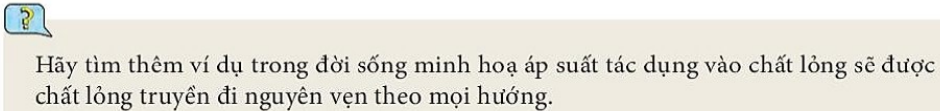 ?
Hãy tìm thêm ví dụ trong đời sống minh hoạ áp suất tác dụng vào chất lỏng sẽ được
chất lỏng truyền đi nguyên vẹn theo mọi hướng.